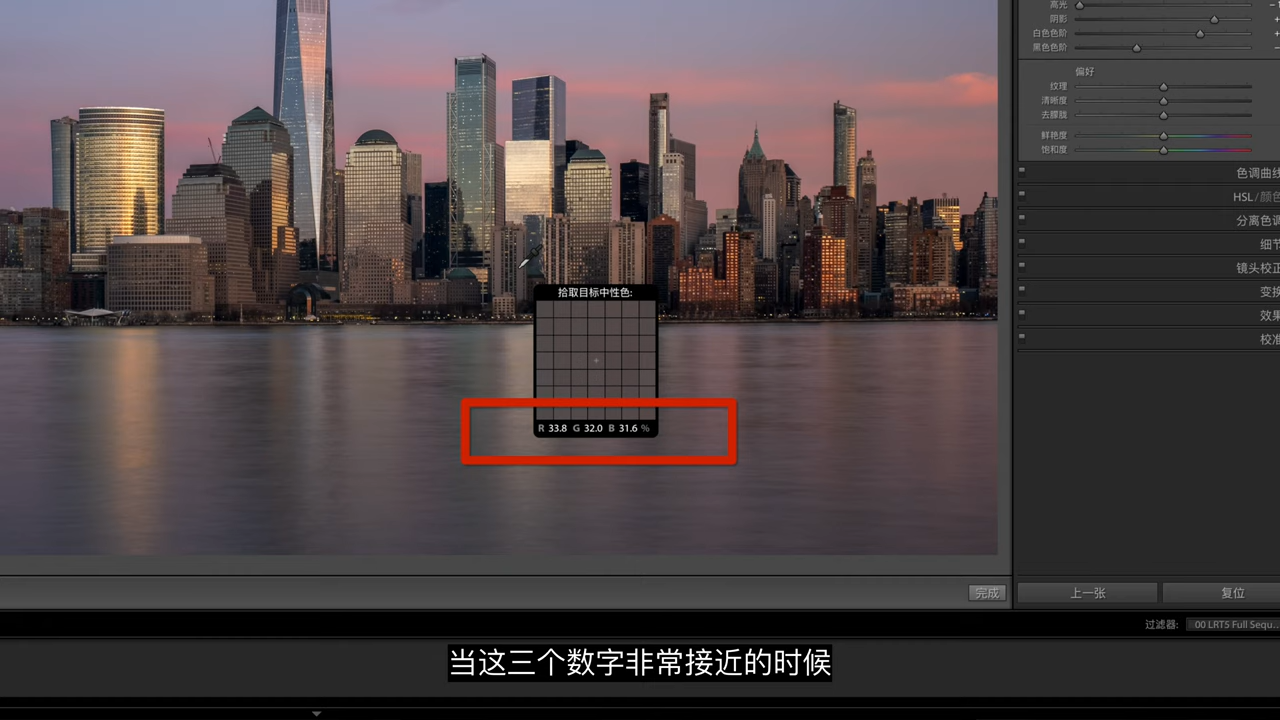 高光
阴影
白色色阶
黑色色阶
偏好
纹理
清晰度
去朦胧
鲜艳度
饱和度
色调曲线
HSL/颜色
分离色调
细节
镜头校正
变换
效果
校准
拾取目标中性色:
R 33.8 G 32.0 B 31.6 %
完成
上一张
复位
过滤器:
00 LRT5 Full Sequ...
当这三个数字非常接近的时候